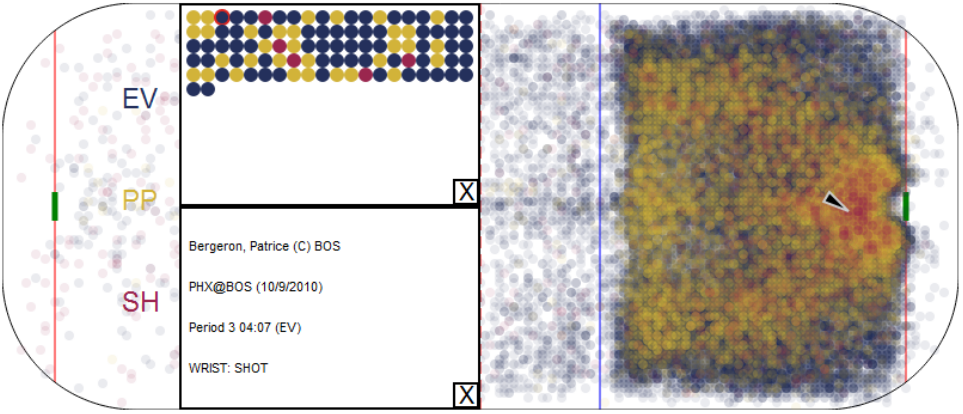 EV
X
PP
Bergeron, Patrice (C) BOS
PHX@BOS (10/9/2010)
SH
Period 3 04:07 (EV)
WRIST: SHOT
X